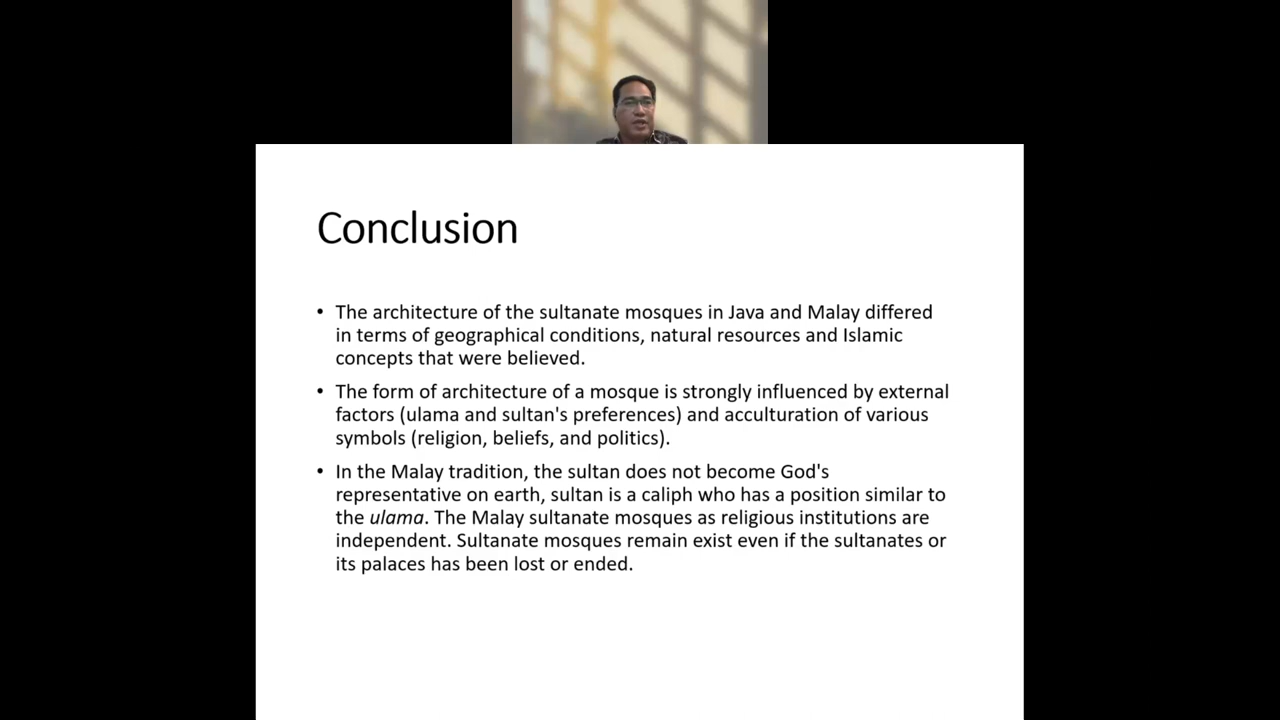 Conclusion
• The architecture of the sultanate mosques in Java and Malay differed
in terms of geographical conditions, natural resources and Islamic
concepts that were believed.
• The form of architecture of a mosque is strongly influenced by external
factors (ulama and sultan's preferences) and acculturation of various
symbols (religion, beliefs, and politics).
• In the Malay tradition, the sultan does not become God's
representative on earth, sultan is a caliph who has a position similar to
the ulama. The Malay sultanate mosques as religious institutions are
independent. Sultanate mosques remain exist even if the sultanates or
its palaces has been lost or ended.